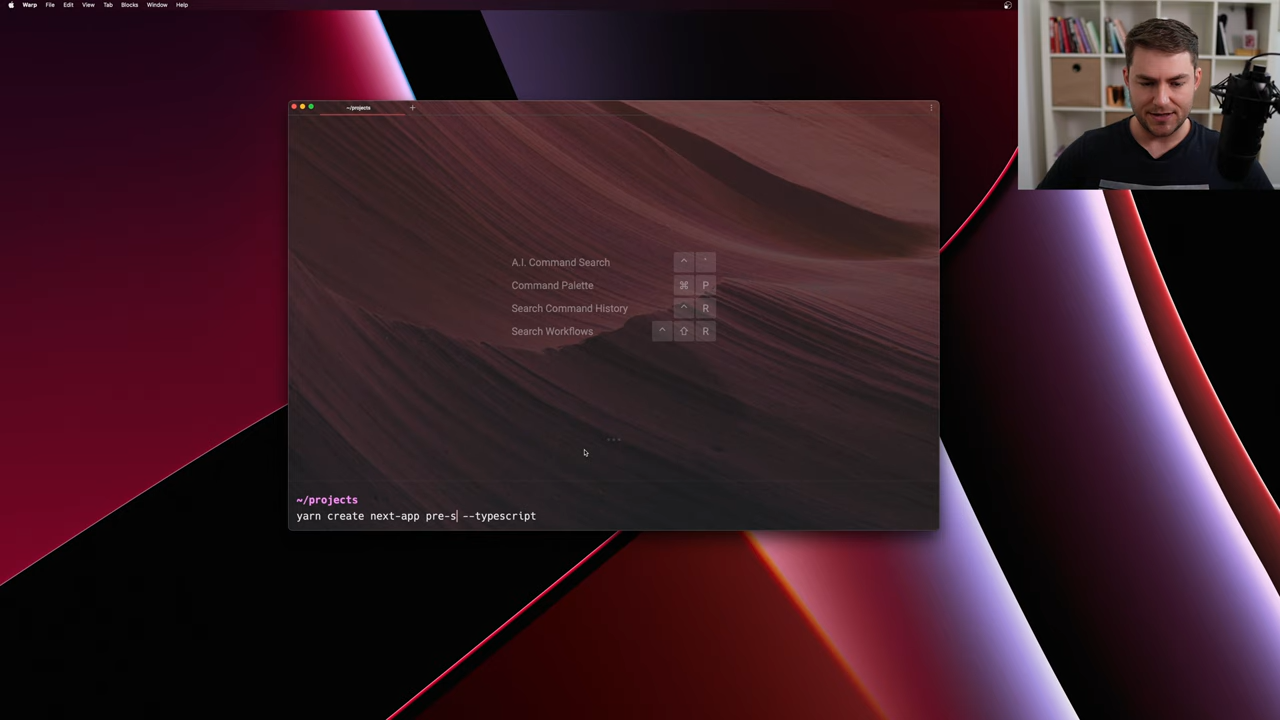 Warp File Edit View Tab Blocks Window Help
~/projects +
A.I. Command Search ^ `
Command Palette ⌘ P
Search Command History ^ R
Search Workflows ^ ⇧ R
~/projects
yarn create next-app pre-s --typescript